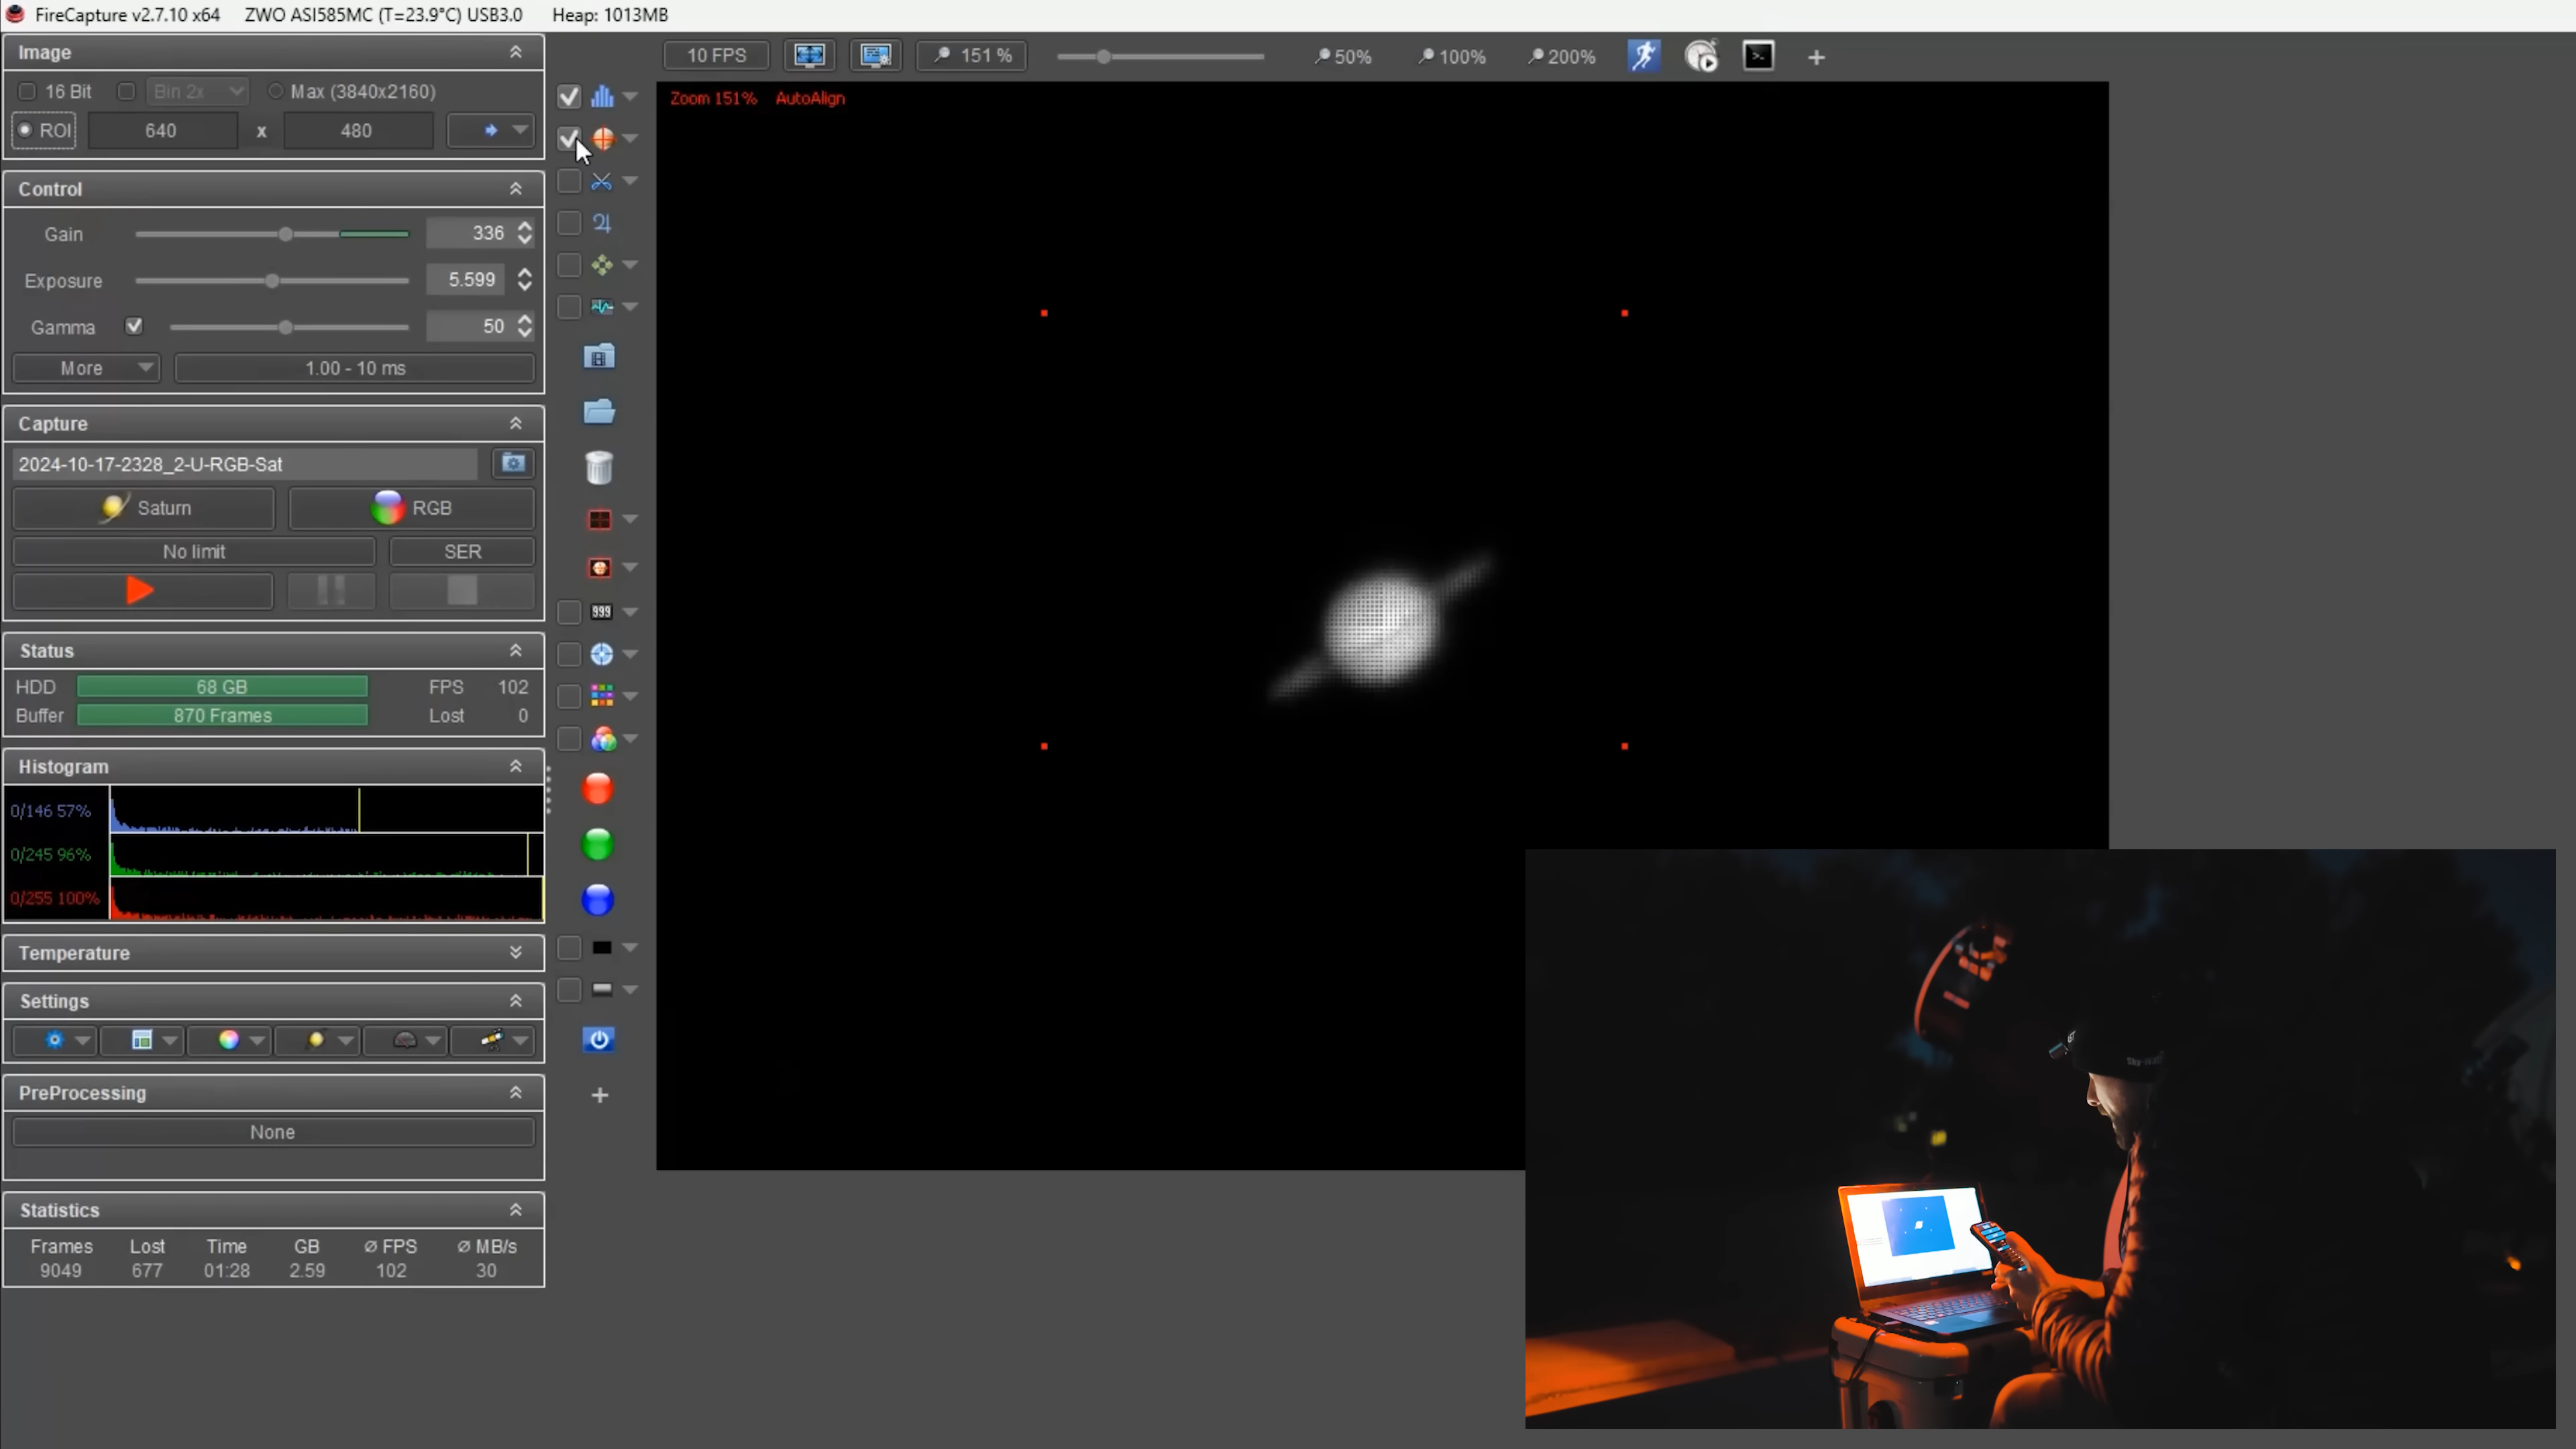 FireCapture v2.7.10 x64 ZWO ASI585MC (T=23.9°C) USB3.0 Heap: 1013MB
Image
10 FPS 151 % 50% 100% 200%
16 Bit Bin 2x Max (3840x2160)
Zoom 151% AutoAlign
ROI 640 x 480
Control
Gain 336
Exposure 5.599
Gamma 50
More 1.00 - 10 ms
Capture
2024-10-17-2328_2-U-RGB-Sat
Saturn RGB
No limit SER
999
Status
HDD 68 GB FPS 102
Buffer 870 Frames Lost 0
Histogram
0/146 57%
0/245 96%
0/255 100%
Temperature
Settings
PreProcessing
None
Statistics
Frames Lost Time GB Ø FPS Ø MB/s
9049 677 01:28 2.59 102 30